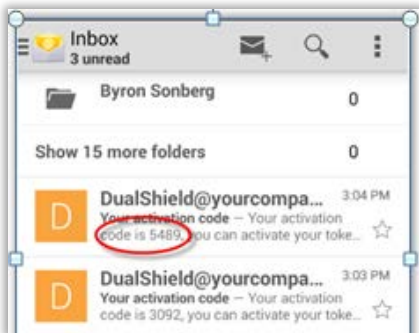 Inbox
3 unread
Byron Sonberg 0
Show 15 more folders 0
D
DualShield@yourcompa... 3:04 PM
Your activation code – Your activation
code is 5489, you can activate your toke...
D
DualShield@yourcompa... 3:03 PM
Your activation code – Your activation
code is 3092, you can activate your toke...